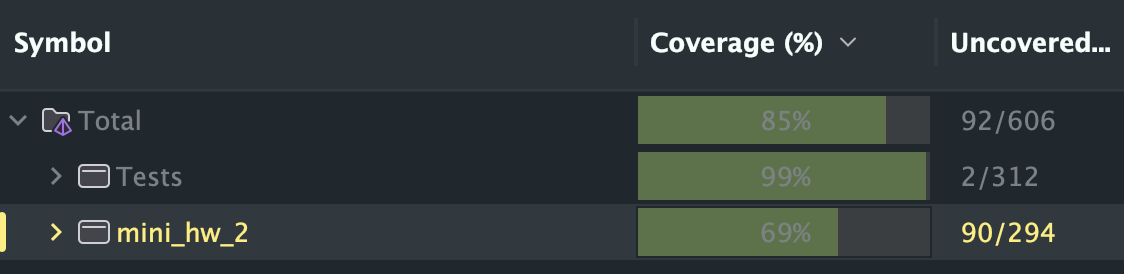 Symbol Coverage (%) Uncovered...
Total 85% 92/606
Tests 99% 2/312
mini_hw_2 69% 90/294